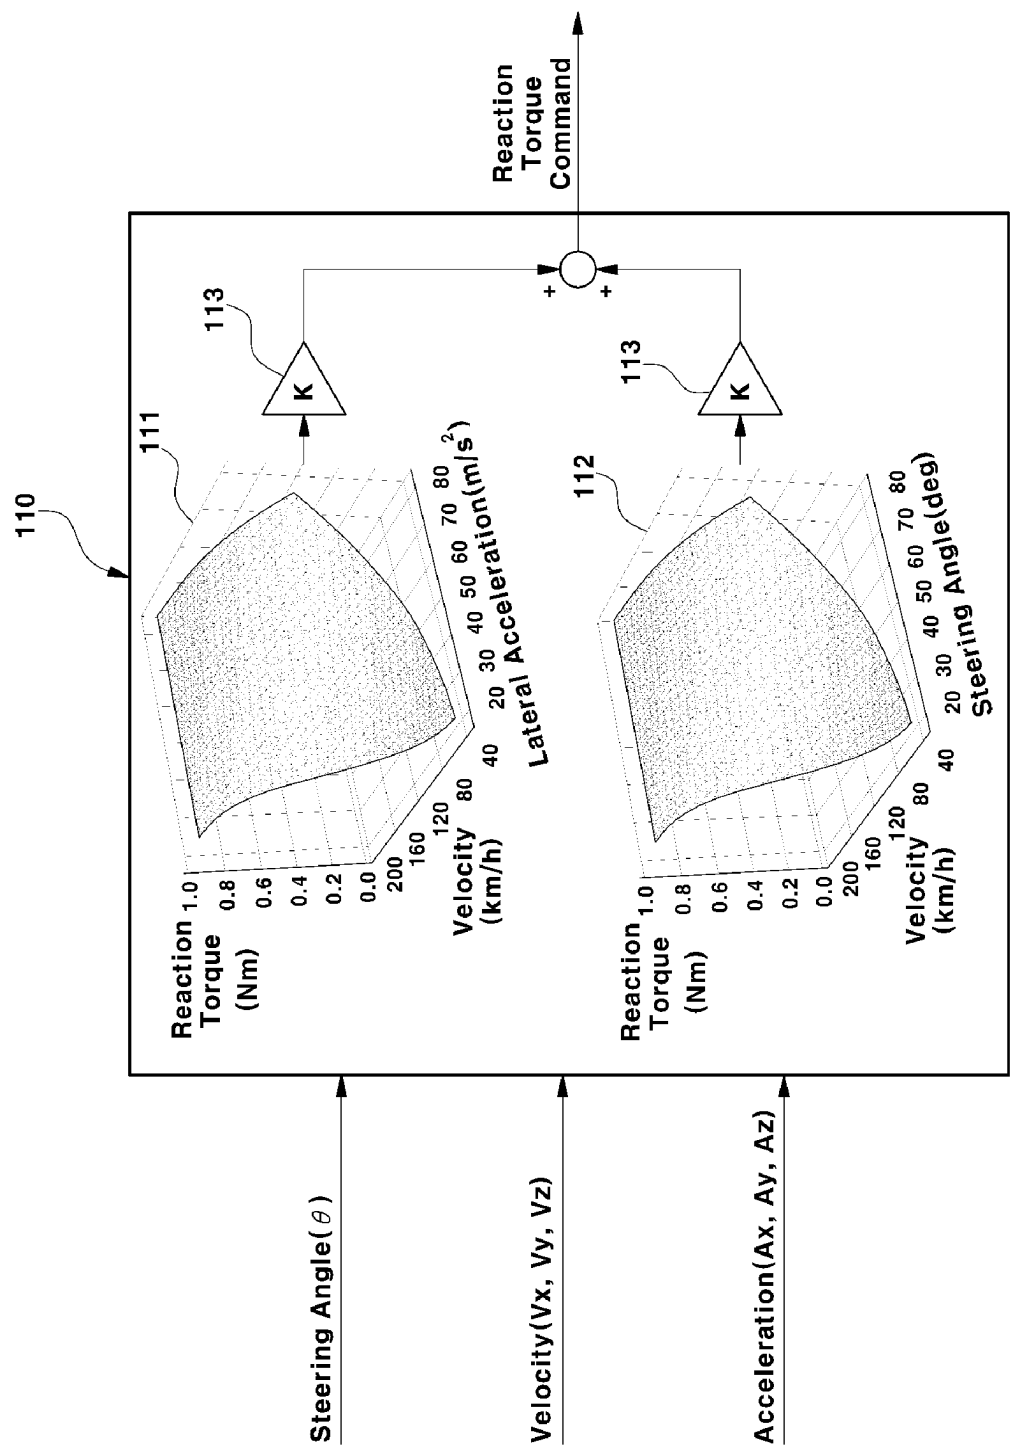 110
Steering Angle(θ)
Velocity(Vx, Vy, Vz)
Acceleration(Ax, Ay, Az)
Reaction
Torque
(Nm)
1.0
0.8
0.6
0.4
0.2
0.0
200
160
120
80
40
Velocity
(km/h)
20
30
40
50
60
70
80
Lateral Acceleration(m/s²)
111
K
113
Reaction
Torque
(Nm)
1.0
0.8
0.6
0.4
0.2
0.0
200
160
120
80
40
Velocity
(km/h)
20
30
40
50
60
70
80
Steering Angle(deg)
112
K
113
+
+
Reaction
Torque
Command